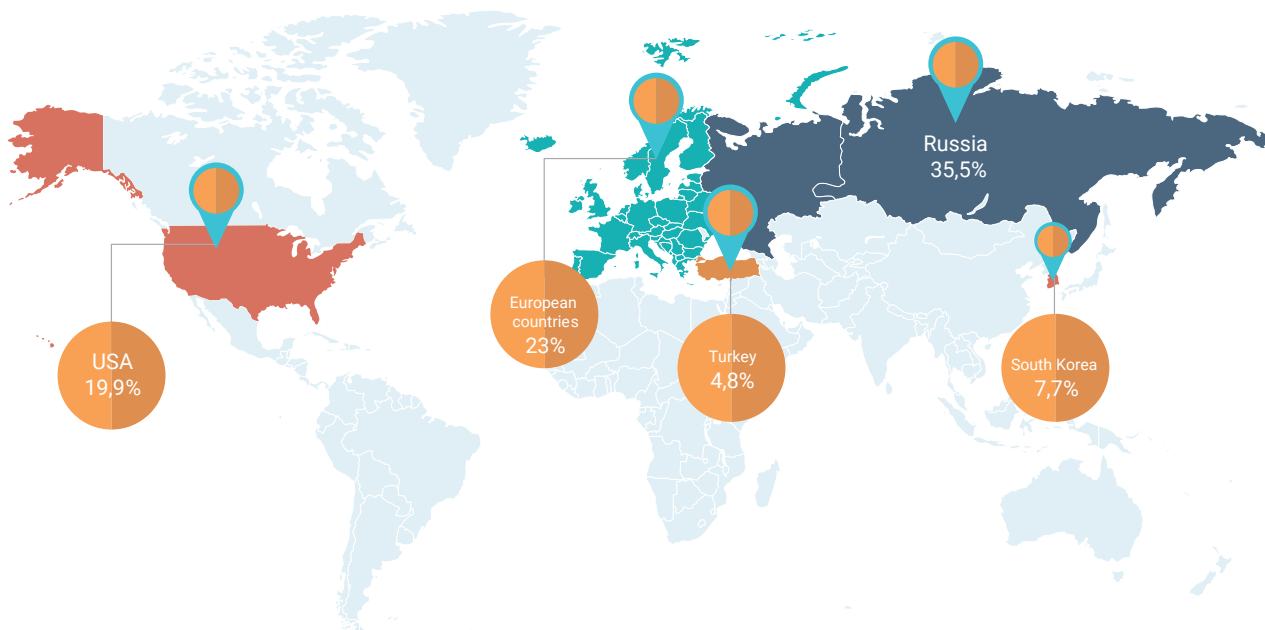 Russia
35,5%
European
countries
23%
USA
19,9%
Turkey
4,8%
South Korea
7,7%